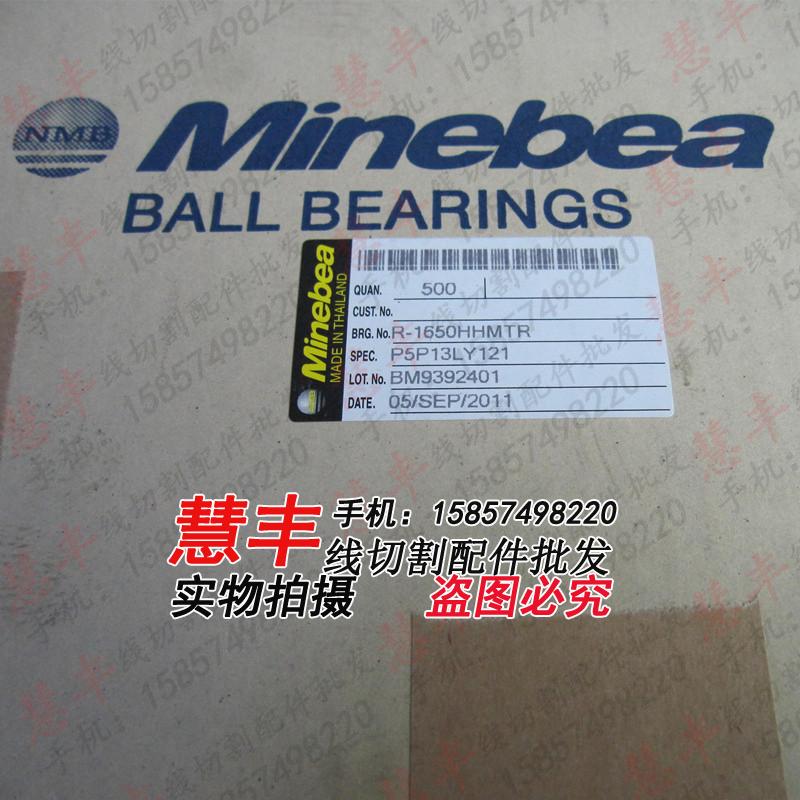 NMB Minebea
BALL BEARINGS
Minebea
MADE IN THAILAND
QUAN. 500
CUST. No.
BRG. No. R-1650HHMTR
SPEC. P5P13LY121
LOT. No. BM9392401
DATE. 05/SEP/2011
慧丰 手机：15857498220
线切割配件批发
实物拍摄 盗图必究